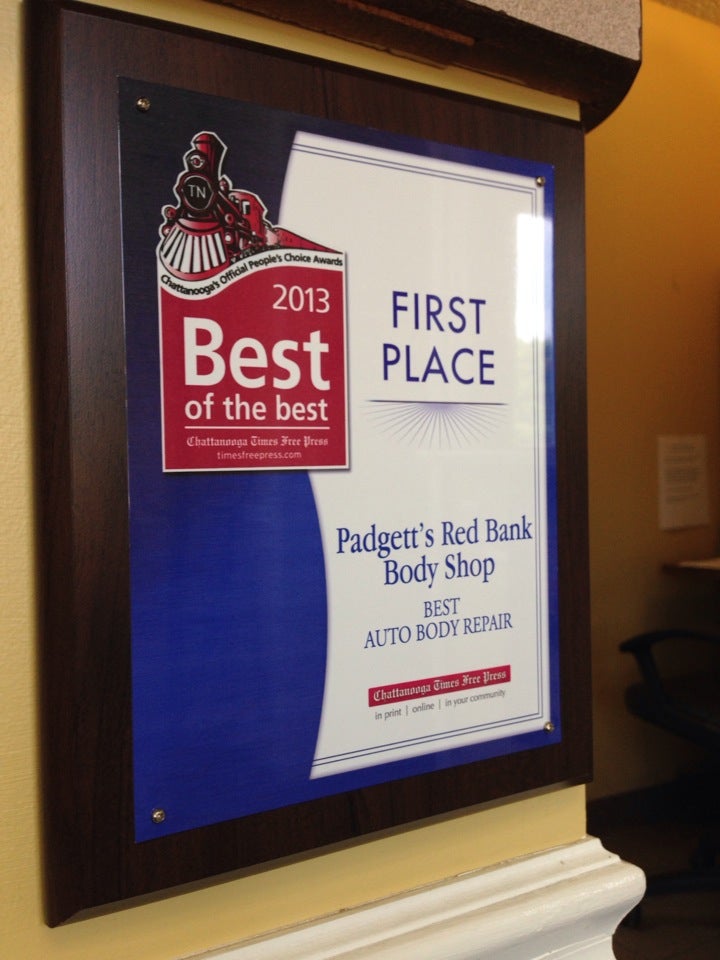 TN
Chattanooga's Official People's Choice Awards
2013
Best
of the best
Chattanooga Times Free Press
timesfreepress.com
FIRST
PLACE
Padgett's Red Bank
Body Shop
BEST
AUTO BODY REPAIR
Chattanooga Times Free Press
in print | online | in your community